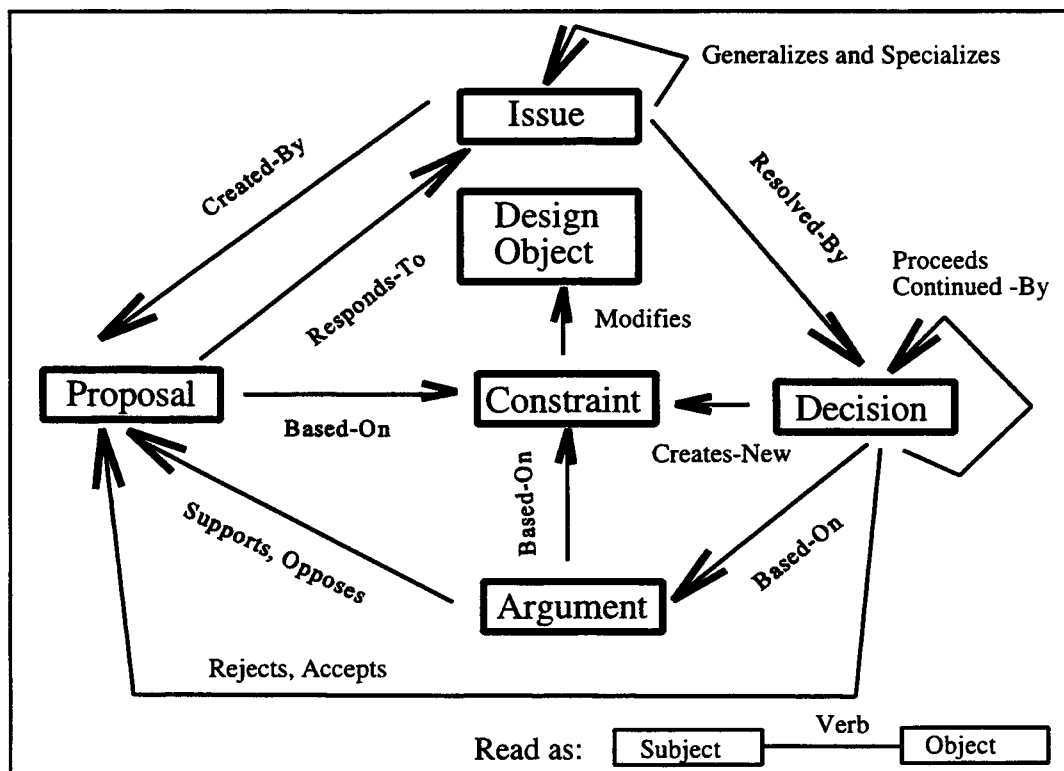 Generalizes and Specializes
Issue
Created-By
Resolved-By
Design
Object
Responds-To
Proceeds
Continued -By
Modifies
Proposal
Constraint
Decision
Based-On
Creates-New
Based-On
Supports, Opposes
Based-On
Argument
Rejects, Accepts
Verb
Read as:
Subject
Object